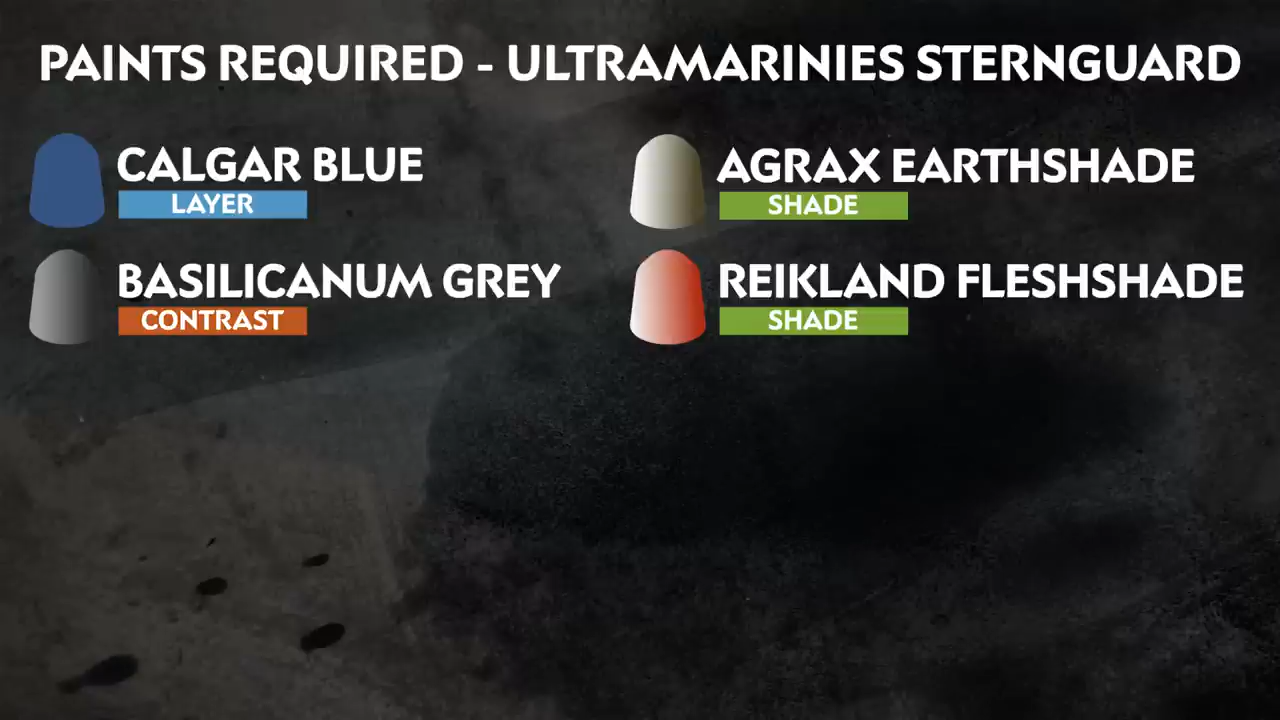 PAINTS REQUIRED - ULTRAMARINIES STERNGUARD
CALGAR BLUE
LAYER
BASILICANUM GREY
CONTRAST
AGRAX EARTHSHADE
SHADE
REIKLAND FLESHSHADE
SHADE